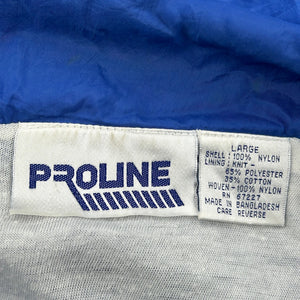 PROLINE
LARGE
SHELL: 100% NYLON
LINING: KNIT -
65% POLYESTER
35% COTTON
WOVEN - 100% NYLON
RN 67227
MADE IN BANGLADESH
CARE REVERSE